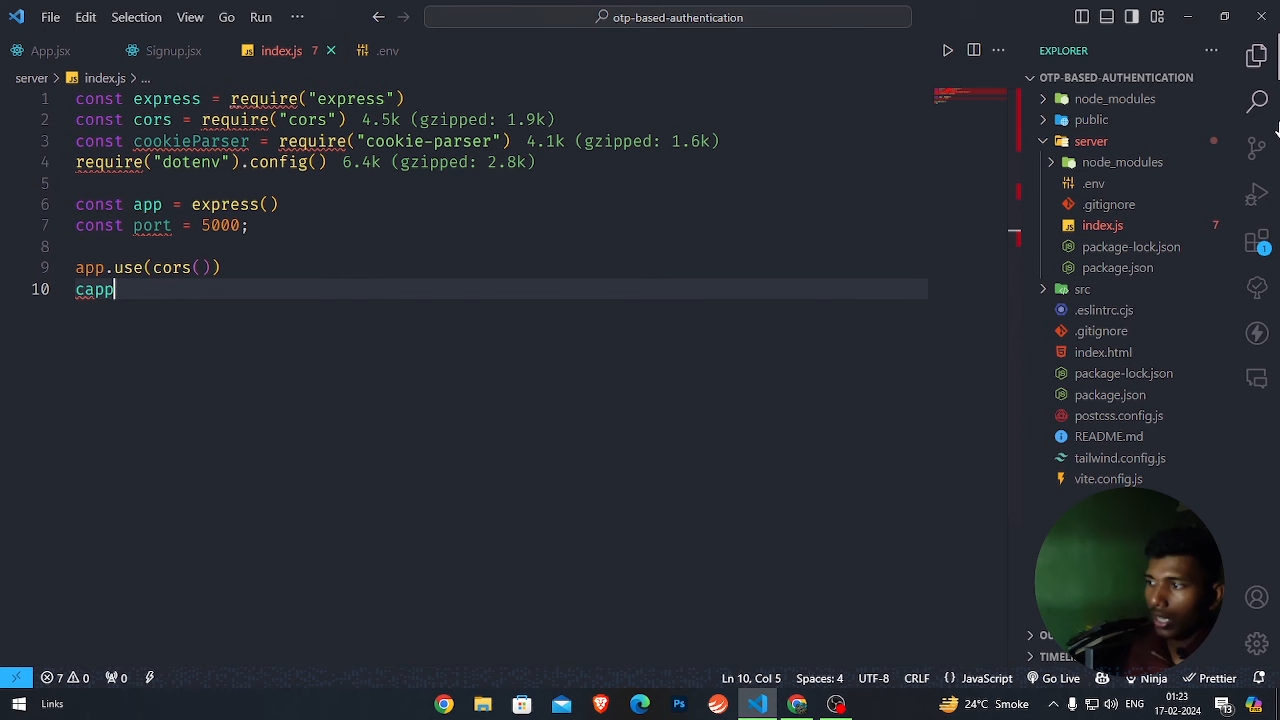 File Edit Selection View Go Run ··· otp-based-authentication
App.jsx Signup.jsx index.js 7 .env
EXPLORER
server > index.js > ...
OTP-BASED-AUTHENTICATION
1 const express = require("express")
2 const cors = require("cors") 4.5k (gzipped: 1.9k)
3 const cookieParser = require("cookie-parser") 4.1k (gzipped: 1.6k)
4 require("dotenv").config() 6.4k (gzipped: 2.8k)
5
6 const app = express()
7 const port = 5000;
8
9 app.use(cors())
10 capp
node_modules
public
server
node_modules
.env
.gitignore
index.js 7
package-lock.json
package.json
src
.eslintrc.cjs
.gitignore
index.html
package-lock.json
package.json
postcss.config.js
README.md
tailwind.config.js
vite.config.js
1
OU
TIMEL
7 0 0 Ln 10, Col 5 Spaces: 4 UTF-8 CRLF {} JavaScript Go Live Ninja Prettier
Links 24°C Smoke ENG 01:23 17-02-2024